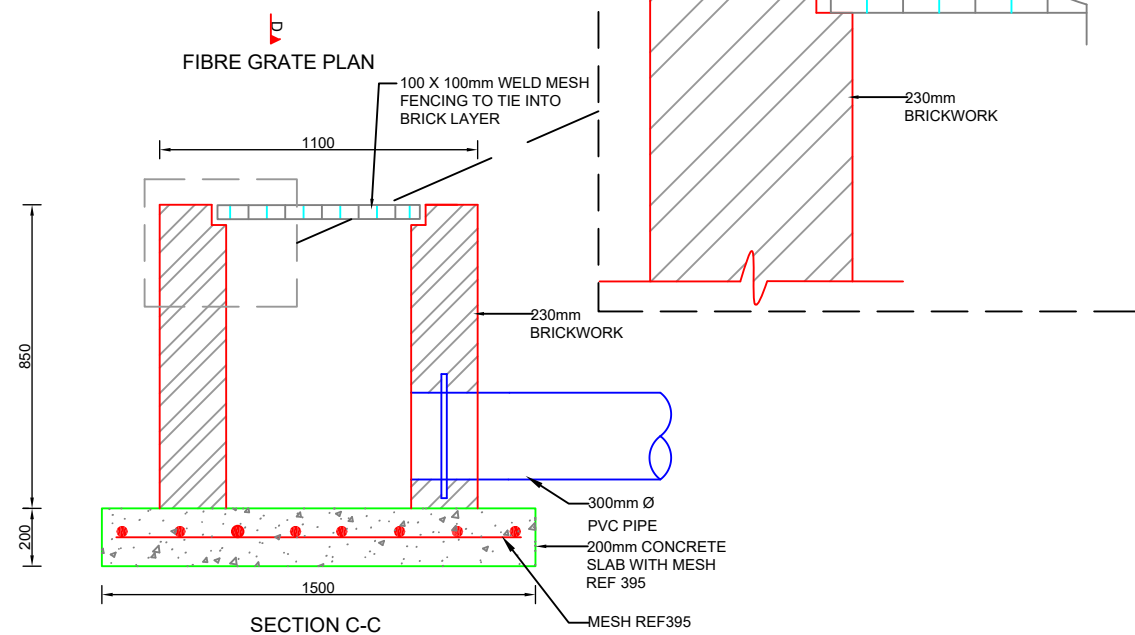 D
FIBRE GRATE PLAN
100 X 100mm WELD MESH
FENCING TO TIE INTO
BRICK LAYER
230mm
BRICKWORK
1100
230mm
BRICKWORK
850
300mm Ø
PVC PIPE
200mm CONCRETE
SLAB WITH MESH
REF 395
200
1500
MESH REF395
SECTION C-C